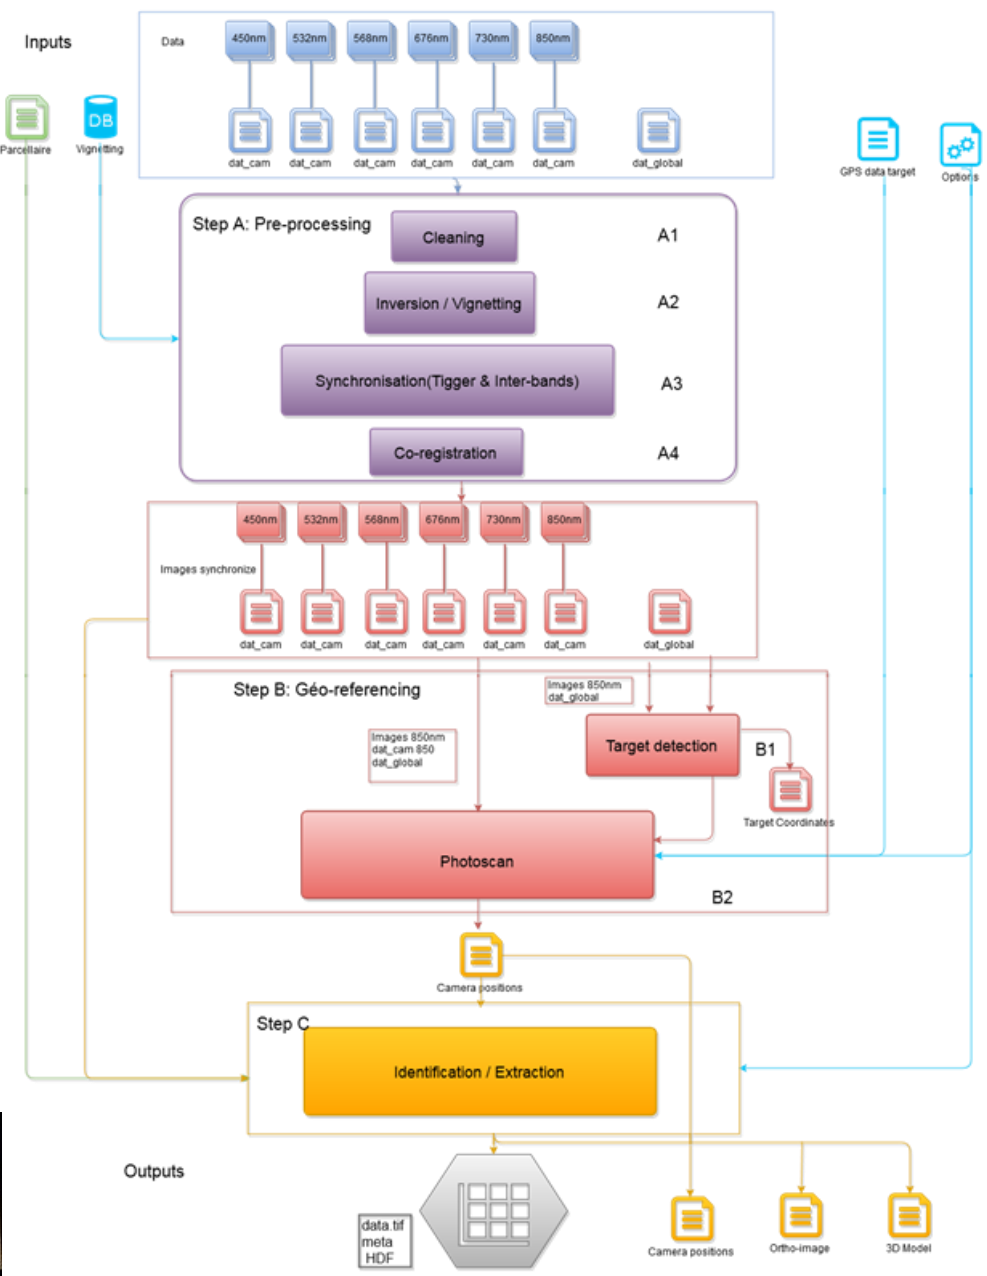 Inputs
Data
450nm
532nm
568nm
676nm
730nm
850nm
Parcellaire
DB
Vignetting
dat_cam
dat_cam
dat_cam
dat_cam
dat_cam
dat_cam
dat_global
GPS data target
Options
Step A: Pre-processing
Cleaning
A1
Inversion / Vignetting
A2
Synchronisation(Tigger & Inter-bands)
A3
Co-registration
A4
450nm
532nm
568nm
676nm
730nm
850nm
Images synchronize
dat_cam
dat_cam
dat_cam
dat_cam
dat_cam
dat_cam
dat_global
Step B: Géo-referencing
Images 850nm
dat_global
Images 850nm
dat_cam 850
dat_global
Target detection
B1
Target Coordinates
Photoscan
B2
Camera positions
Step C
Identification / Extraction
Outputs
data.tif
meta
HDF
Camera positions
Ortho-image
3D Model